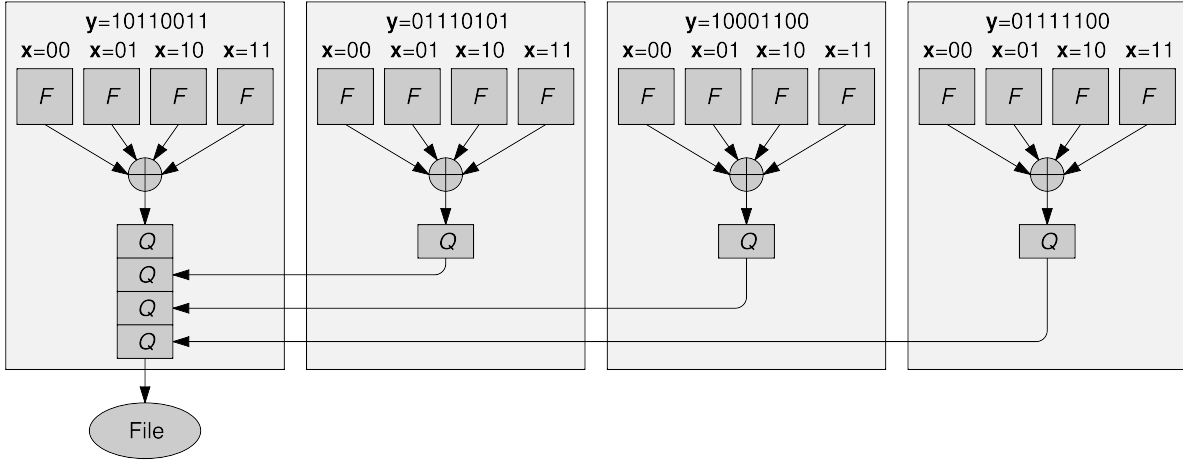 y=10110011 y=01110101 y=10001100 y=01111100
x=00 x=01 x=10 x=11 x=00 x=01 x=10 x=11 x=00 x=01 x=10 x=11 x=00 x=01 x=10 x=11
F F F F F F F F F F F F F F F F
Q Q Q Q
Q
Q
Q
File